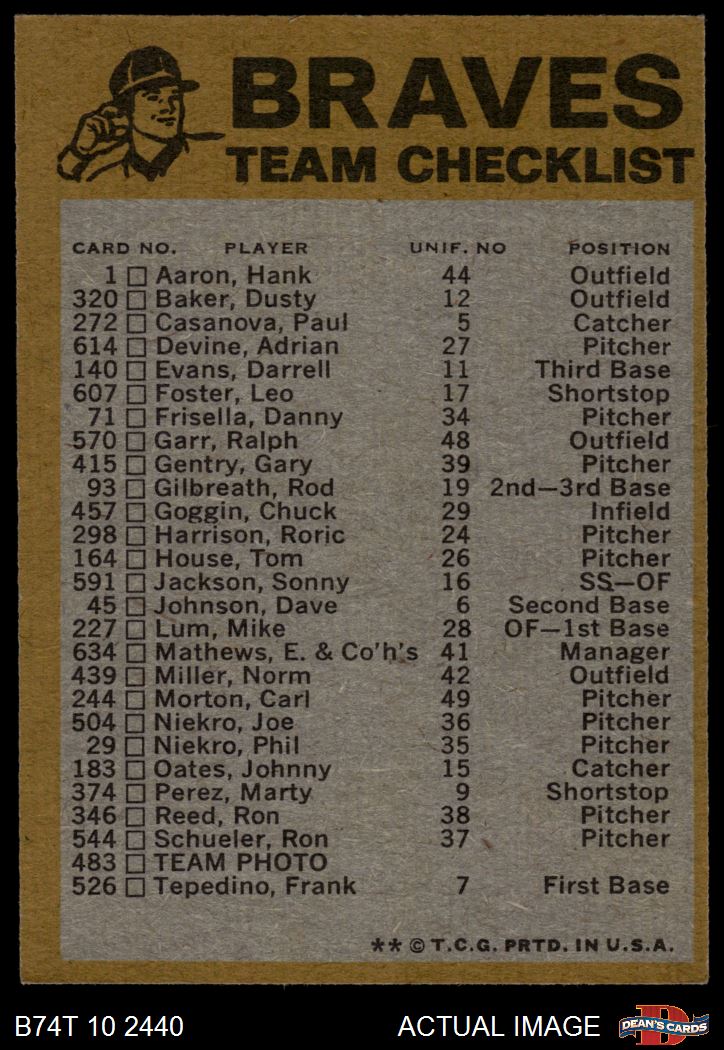 BRAVES
TEAM CHECKLIST
CARD NO. PLAYER UNIF. NO POSITION
1 □ Aaron, Hank 44 Outfield
320 □ Baker, Dusty 12 Outfield
272 □ Casanova, Paul 5 Catcher
614 □ Devine, Adrian 27 Pitcher
140 □ Evans, Darrell 11 Third Base
607 □ Foster, Leo 17 Shortstop
71 □ Frisella, Danny 34 Pitcher
570 □ Garr, Ralph 48 Outfield
415 □ Gentry, Gary 39 Pitcher
93 □ Gilbreath, Rod 19 2nd—3rd Base
457 □ Goggin, Chuck 29 Infield
298 □ Harrison, Roric 24 Pitcher
164 □ House, Tom 26 Pitcher
591 □ Jackson, Sonny 16 SS—OF
45 □ Johnson, Dave 6 Second Base
227 □ Lum, Mike 28 OF—1st Base
634 □ Mathews, E. & Co'h's 41 Manager
439 □ Miller, Norm 42 Outfield
244 □ Morton, Carl 49 Pitcher
504 □ Niekro, Joe 36 Pitcher
29 □ Niekro, Phil 35 Pitcher
183 □ Oates, Johnny 15 Catcher
374 □ Perez, Marty 9 Shortstop
346 □ Reed, Ron 38 Pitcher
544 □ Schueler, Ron 37 Pitcher
483 □ TEAM PHOTO
526 □ Tepedino, Frank 7 First Base
** © T.C.G. PRTD. IN U.S.A.
B74T 10 2440 ACTUAL IMAGE D DEAN'S CARDS